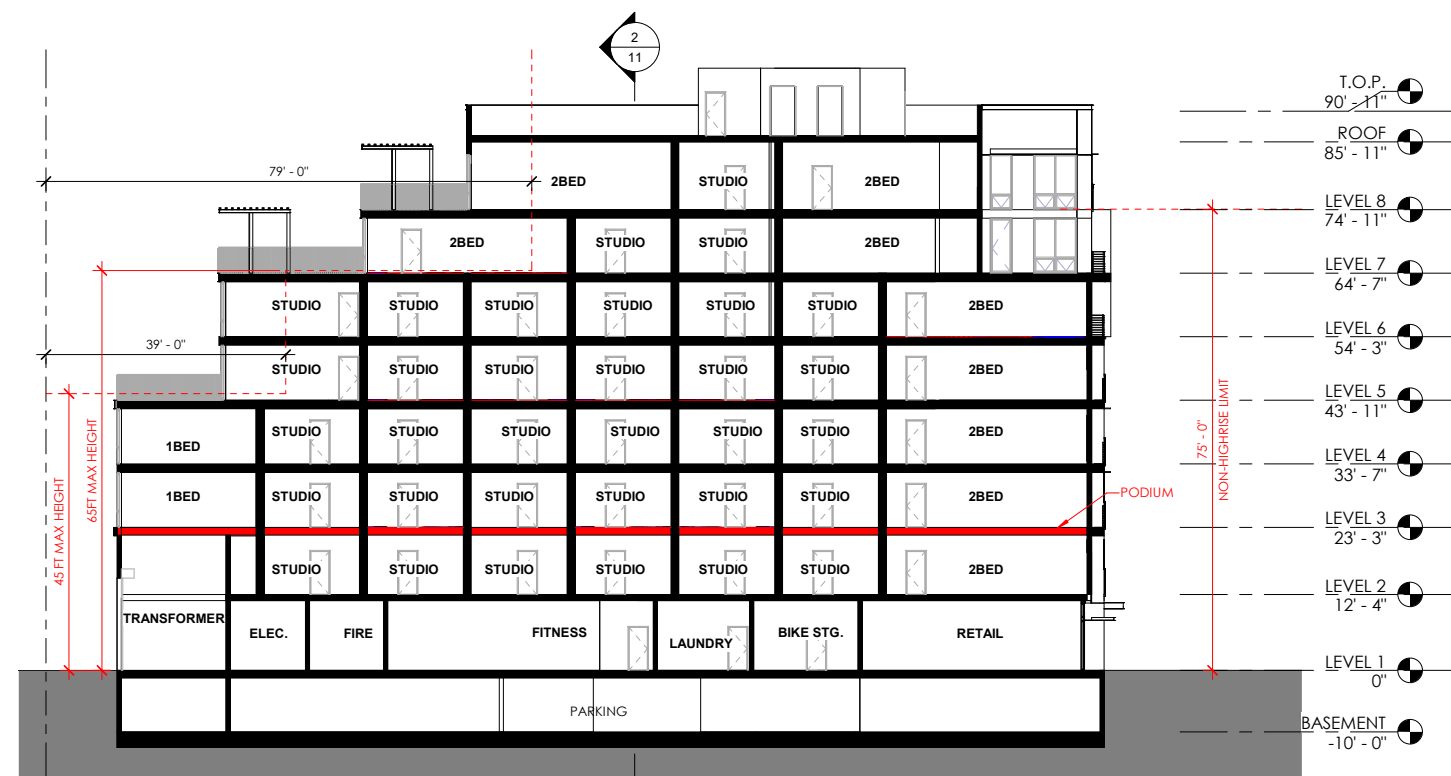 2
11
T.O.P.
90' - 11"
ROOF
85' - 11"
79' - 0"
2BED STUDIO 2BED
LEVEL 8
74' - 11"
2BED STUDIO STUDIO 2BED
LEVEL 7
64' - 7"
STUDIO STUDIO STUDIO STUDIO STUDIO STUDIO 2BED
LEVEL 6
54' - 3"
39' - 0"
STUDIO STUDIO STUDIO STUDIO STUDIO STUDIO 2BED
LEVEL 5
43' - 11"
1BED STUDIO STUDIO STUDIO STUDIO STUDIO STUDIO 2BED
LEVEL 4
33' - 7"
1BED STUDIO STUDIO STUDIO STUDIO STUDIO STUDIO 2BED
PODIUM
LEVEL 3
23' - 3"
STUDIO STUDIO STUDIO STUDIO STUDIO STUDIO 2BED
LEVEL 2
12' - 4"
TRANSFORMER ELEC. FIRE FITNESS LAUNDRY BIKE STG. RETAIL
LEVEL 1
0"
PARKING
BASEMENT
-10' - 0"
45 FT MAX HEIGHT
65FT MAX HEIGHT
75' - 0"
NON-HIGHRISE LIMIT